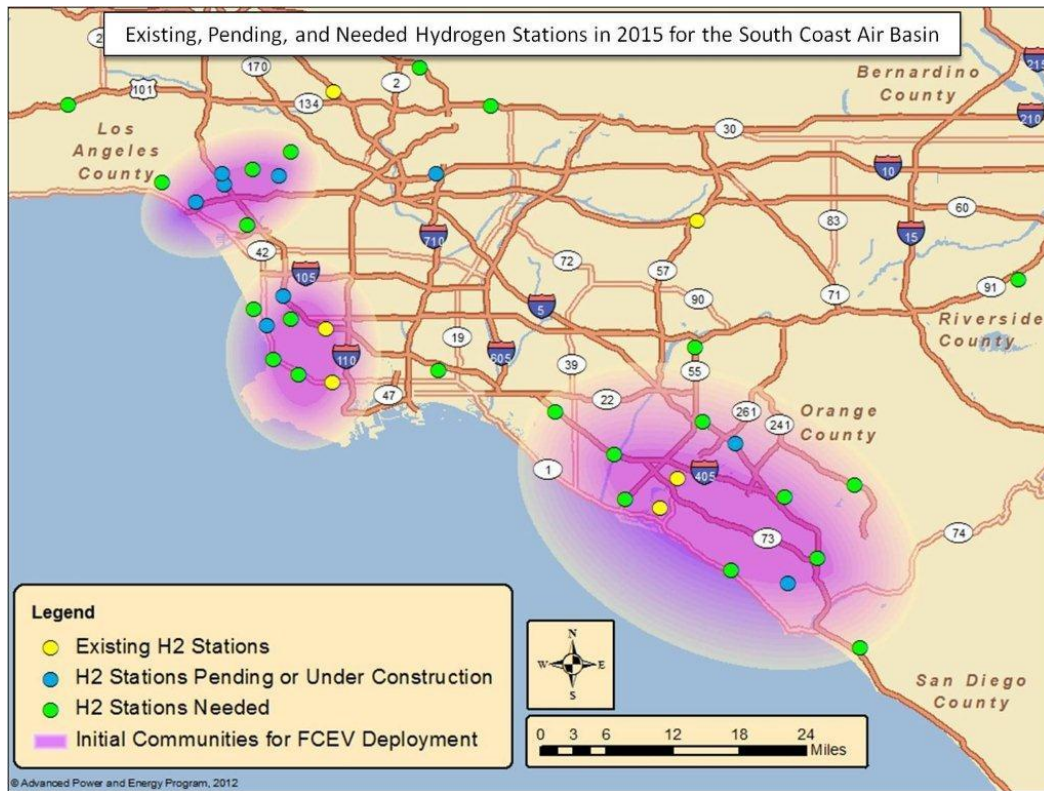 Existing, Pending, and Needed Hydrogen Stations in 2015 for the South Coast Air Basin
2
170
101
134
2
Bernardino
County
215
210
Los
Angeles
County
30
10
60
83
15
42
710
72
57
105
5
90
71
91
Riverside
County
19
605
110
39
55
47
22
261
241
Orange
County
1
405
73
74
San Diego
County
Legend
Existing H2 Stations
H2 Stations Pending or Under Construction
H2 Stations Needed
Initial Communities for FCEV Deployment
N
W E
S
0 3 6 12 18 24
Miles
© Advanced Power and Energy Program, 2012